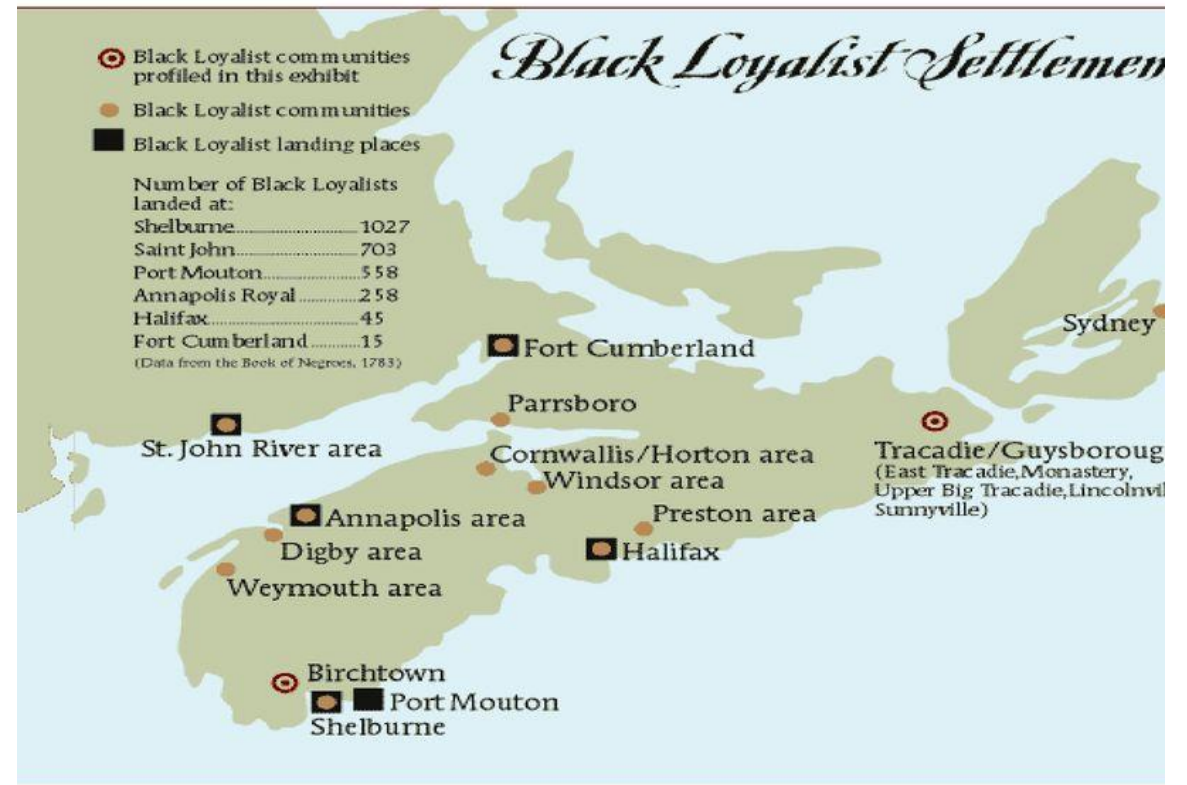 Black Loyalist Settlemen
Black Loyalist communities
profiled in this exhibit
Black Loyalist communities
Black Loyalist landing places
Number of Black Loyalists
landed at:
Shelburne............................1027
Saint John............................703
Port Mouton......................558
Annapolis Royal..............258
Halifax...................................45
Fort Cumberland...........15
(Data from the Book of Negroes, 1783)
Sydney
Fort Cumberland
Parrsboro
St. John River area
Cornwallis/Horton area
Windsor area
Tracadie/Guysboroug
(East Tracadie,Monastery,
Upper Big Tracadie,Lincolnvil
Sunnyville)
Annapolis area
Preston area
Digby area
Halifax
Weymouth area
Birchtown
Port Mouton
Shelburne